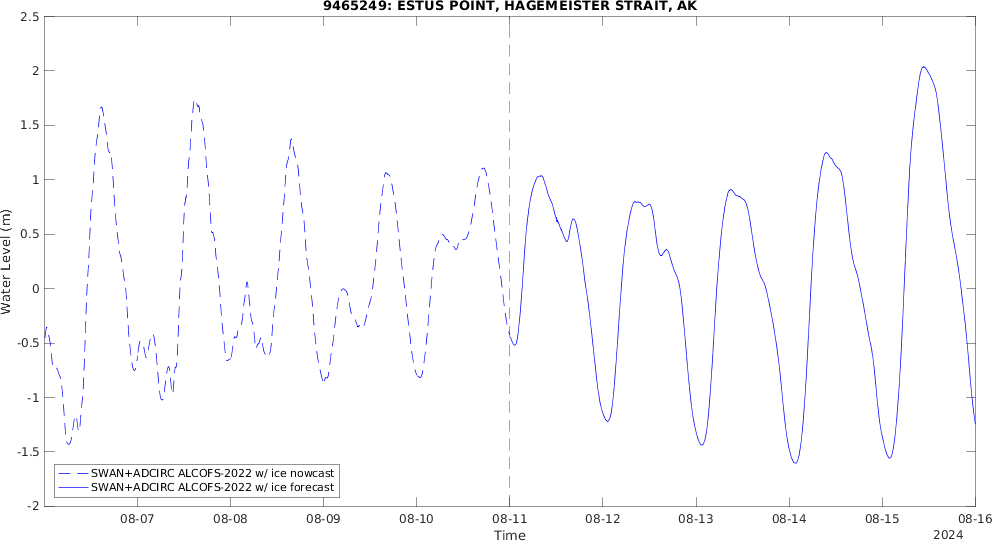 9465249: ESTUS POINT, HAGEMEISTER STRAIT, AK
2.5
2
1.5
1
0.5
0
-0.5
-1
-1.5
-2
Water Level (m)
SWAN+ADCIRC ALCOFS-2022 w/ ice nowcast
SWAN+ADCIRC ALCOFS-2022 w/ ice forecast
08-07 08-08 08-09 08-10 08-11 08-12 08-13 08-14 08-15 08-16
Time
2024